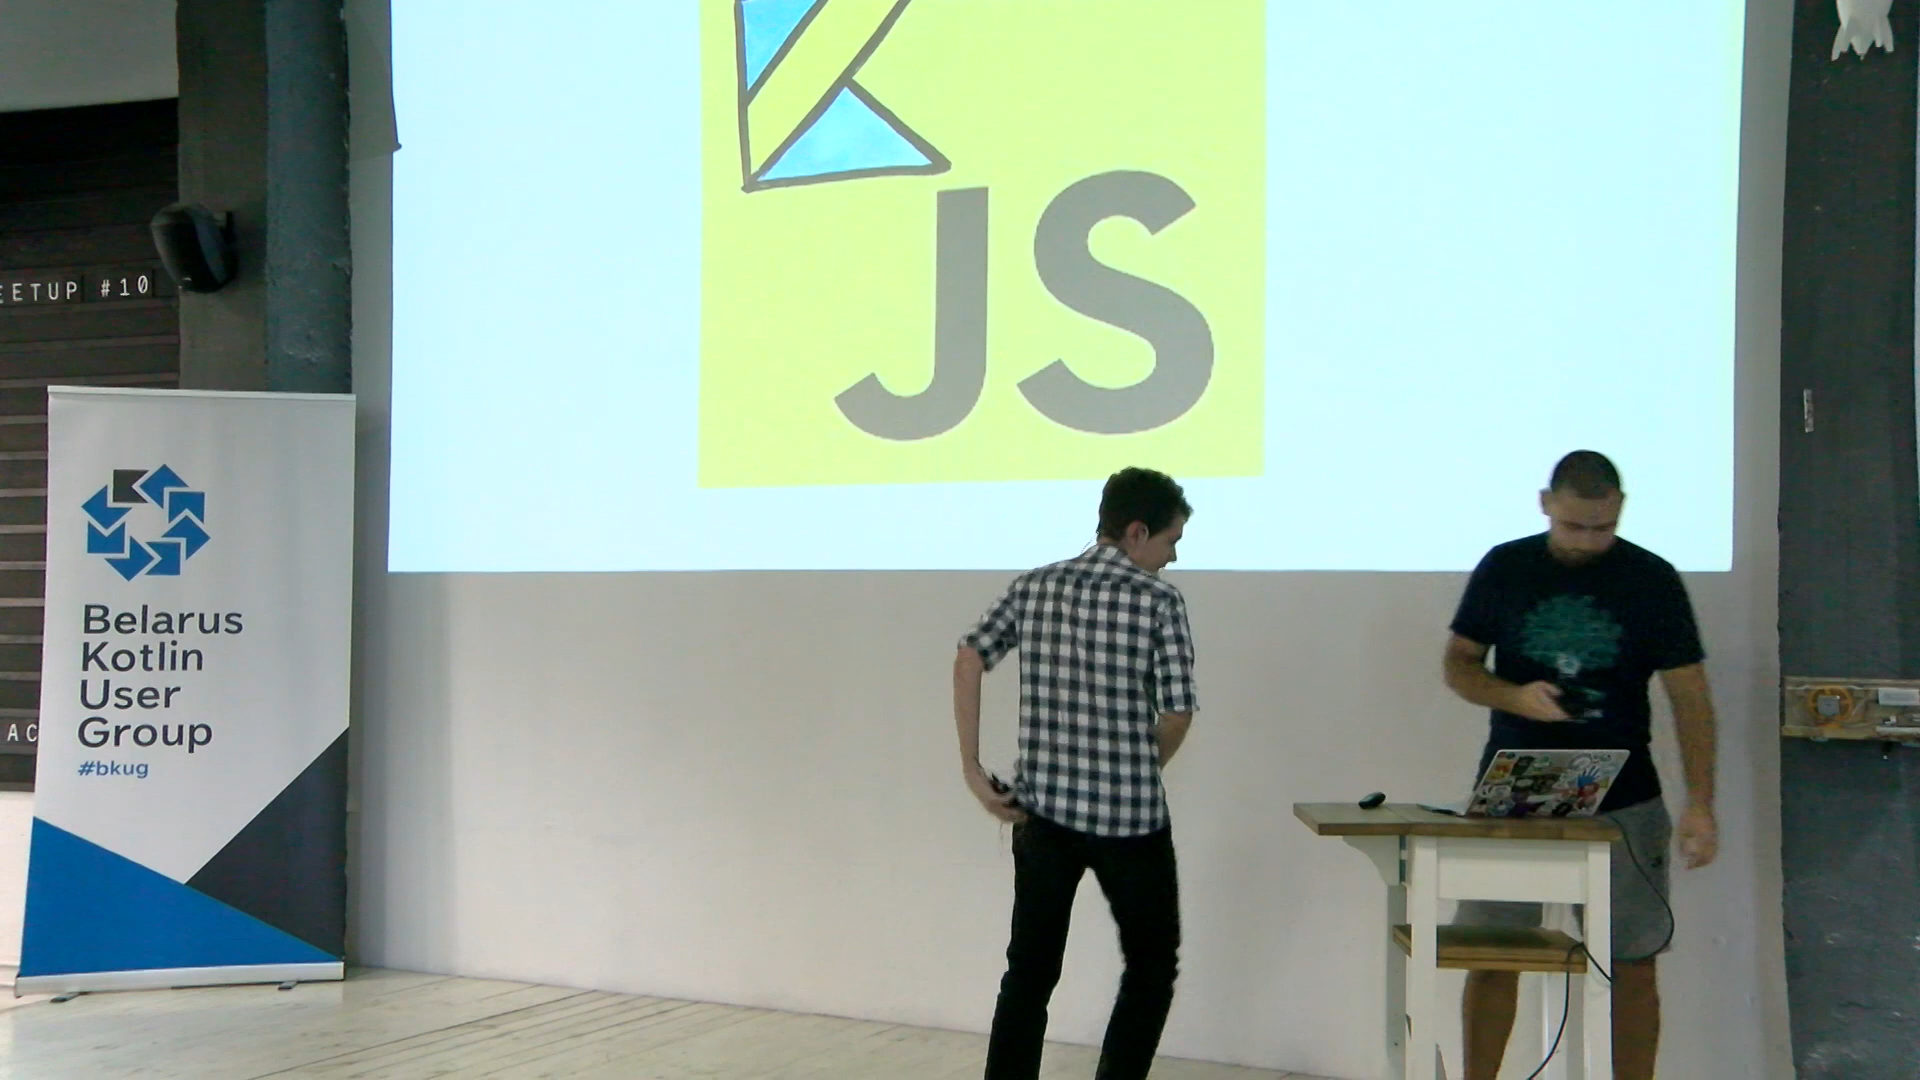 JS
EETUP #10
Belarus
Kotlin
User
Group
#bkug
AC